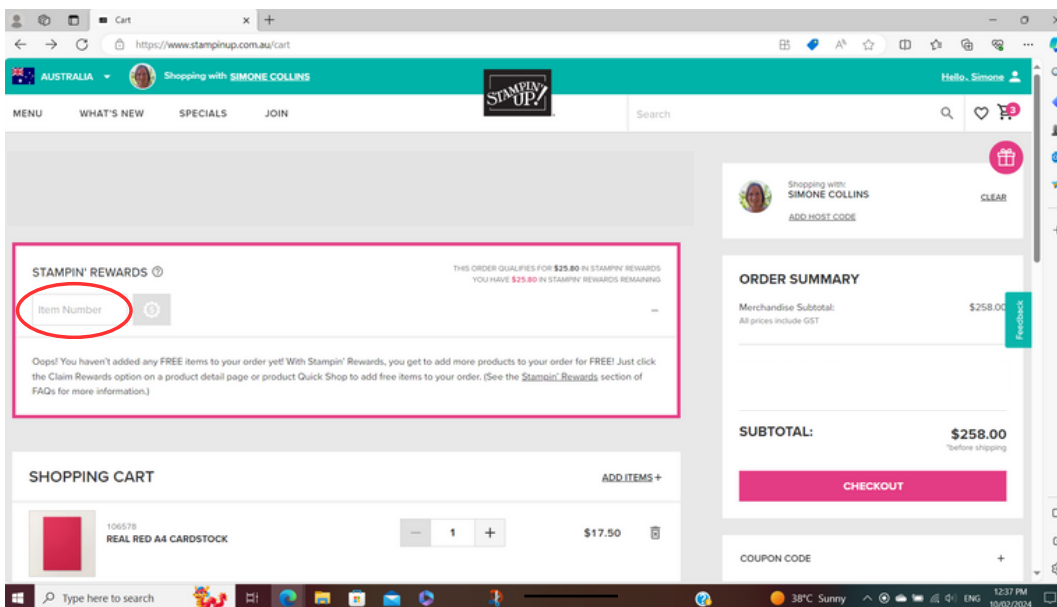 Cart
https://www.stampinup.com.au/cart
AUSTRALIA
Shopping with SIMONE COLLINS
STAMPIN' UP!
Hello, Simone
MENU
WHAT'S NEW
SPECIALS
JOIN
Search
3
Shopping with:
SIMONE COLLINS
CLEAR
ADD HOST CODE
STAMPIN' REWARDS
THIS ORDER QUALIFIES FOR $25.80 IN STAMPIN' REWARDS
YOU HAVE $25.80 IN STAMPIN' REWARDS REMAINING
Item Number
Oops! You haven't added any FREE items to your order yet! With Stampin' Rewards, you get to add more products to your order for FREE! Just click
the Claim Rewards option on a product detail page or product Quick Shop to add free items to your order. (See the Stampin' Rewards section of
FAQs for more information.)
ORDER SUMMARY
Merchandise Subtotal: $258.00
All prices include GST
Feedback
SUBTOTAL: $258.00
*before shipping
CHECKOUT
COUPON CODE +
SHOPPING CART
ADD ITEMS +
106578
REAL RED A4 CARDSTOCK
— 1 +
$17.50
Type here to search
38°C Sunny
ENG
12:37 PM
10/02/2024